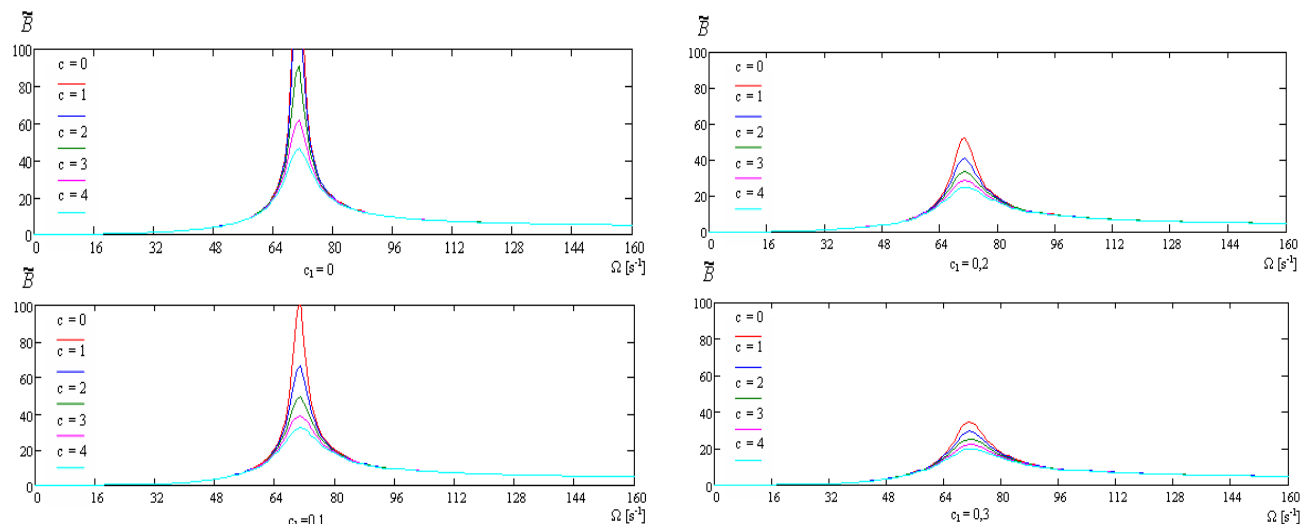 B̃
100
80
60
40
20
0
c = 0
c = 1
c = 2
c = 3
c = 4
0 16 32 48 64 80 96 112 128 144 160
c₁ = 0
Ω [s⁻¹]
B̃
100
80
60
40
20
0
c = 0
c = 1
c = 2
c = 3
c = 4
0 16 32 48 64 80 96 112 128 144 160
c₁ = 0,2
Ω [s⁻¹]
B̃
100
80
60
40
20
0
c = 0
c = 1
c = 2
c = 3
c = 4
0 16 32 48 64 80 96 112 128 144 160
c₁ = 0,1
Ω [s⁻¹]
B̃
100
80
60
40
20
0
c = 0
c = 1
c = 2
c = 3
c = 4
0 16 32 48 64 80 96 112 128 144 160
c₁ = 0,3
Ω [s⁻¹]